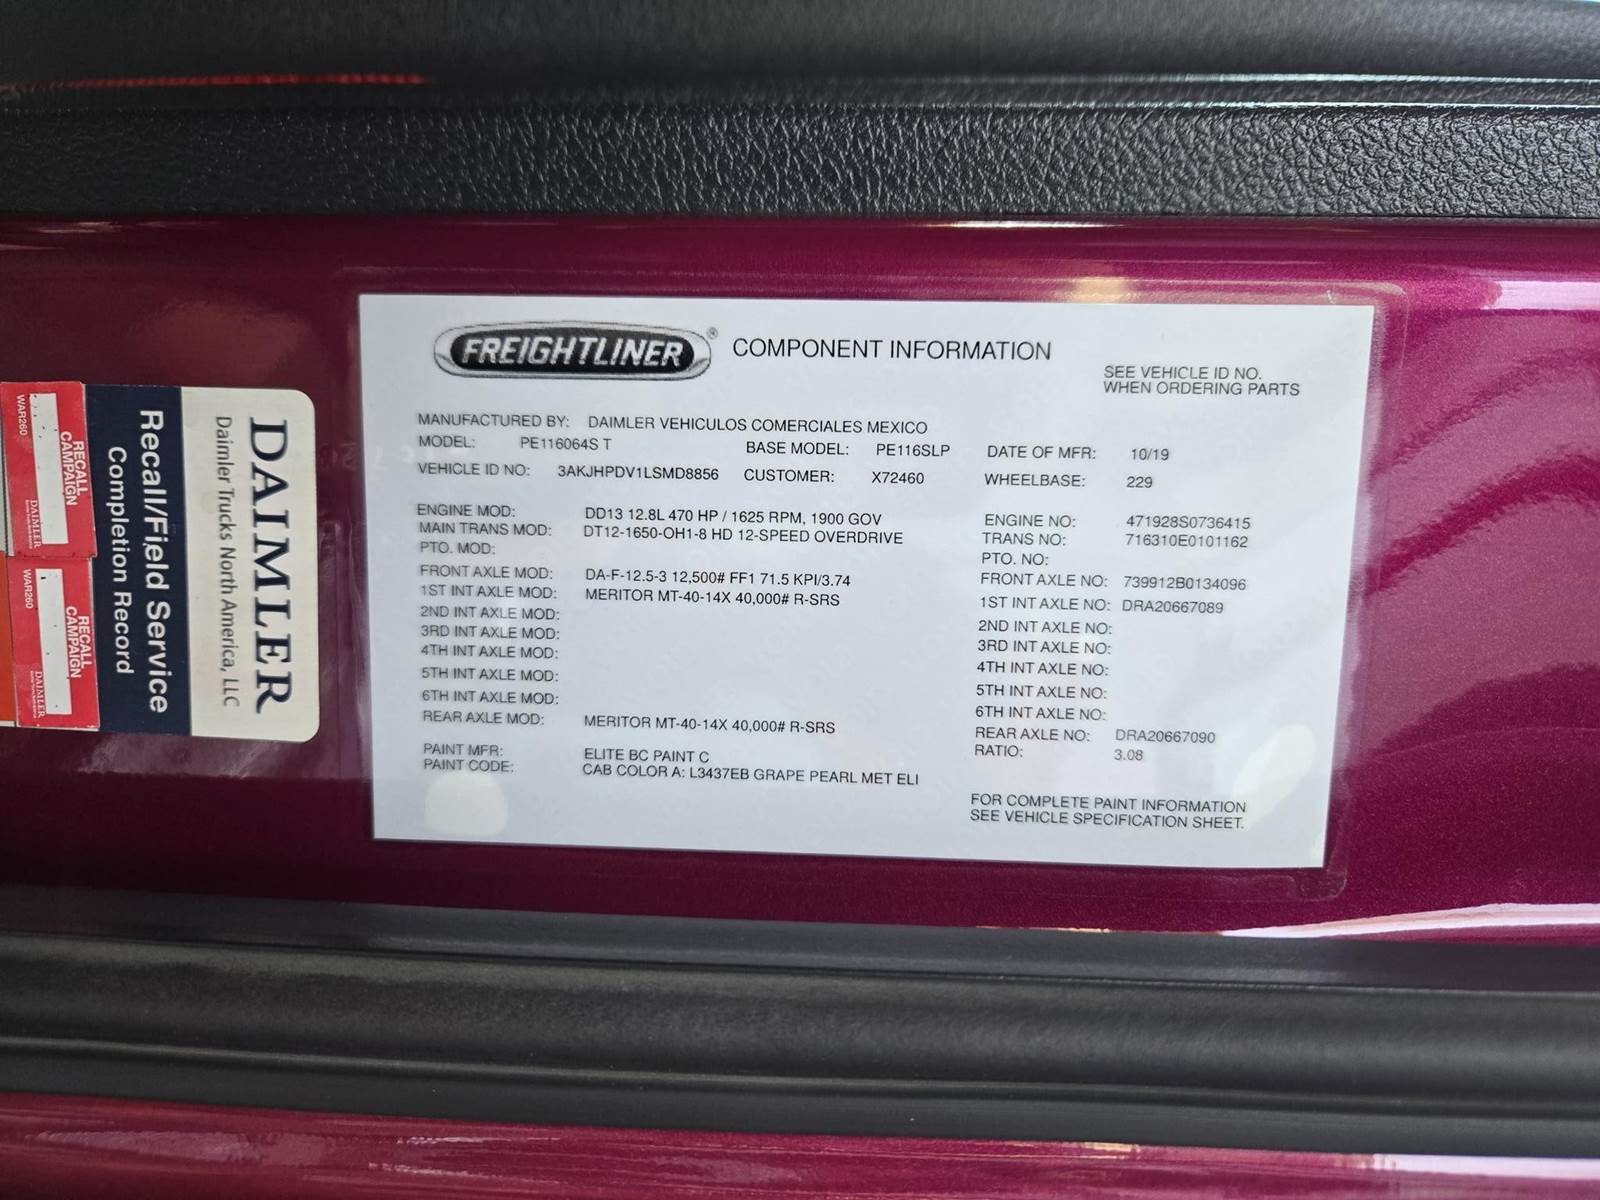 FREIGHTLINER® COMPONENT INFORMATION
SEE VEHICLE ID NO.
WHEN ORDERING PARTS
MANUFACTURED BY: DAIMLER VEHICULOS COMERCIALES MEXICO
MODEL: PE116064S T BASE MODEL: PE116SLP DATE OF MFR: 10/19
VEHICLE ID NO: 3AKJHPDV1LSMD8856 CUSTOMER: X72460 WHEELBASE: 229
ENGINE MOD: DD13 12.8L 470 HP / 1625 RPM, 1900 GOV ENGINE NO: 471928S0736415
MAIN TRANS MOD: DT12-1650-OH1-8 HD 12-SPEED OVERDRIVE TRANS NO: 716310E0101162
PTO. MOD: PTO. NO:
FRONT AXLE MOD: DA-F-12.5-3 12,500# FF1 71.5 KPI/3.74 FRONT AXLE NO: 739912B0134096
1ST INT AXLE MOD: MERITOR MT-40-14X 40,000# R-SRS 1ST INT AXLE NO: DRA20667089
2ND INT AXLE MOD: 2ND INT AXLE NO:
3RD INT AXLE MOD: 3RD INT AXLE NO:
4TH INT AXLE MOD: 4TH INT AXLE NO:
5TH INT AXLE MOD: 5TH INT AXLE NO:
6TH INT AXLE MOD: 6TH INT AXLE NO:
REAR AXLE MOD: MERITOR MT-40-14X 40,000# R-SRS REAR AXLE NO: DRA20667090
RATIO: 3.08
PAINT MFR: ELITE BC PAINT C
PAINT CODE: CAB COLOR A: L3437EB GRAPE PEARL MET ELI
FOR COMPLETE PAINT INFORMATION
SEE VEHICLE SPECIFICATION SHEET.
DAIMLER
Daimler Trucks North America, LLC
Recall/Field Service
Completion Record
RECALL
CAMPAIGN
WAR260
DAIMLER
RECALL
CAMPAIGN
WAR260
DAIMLER